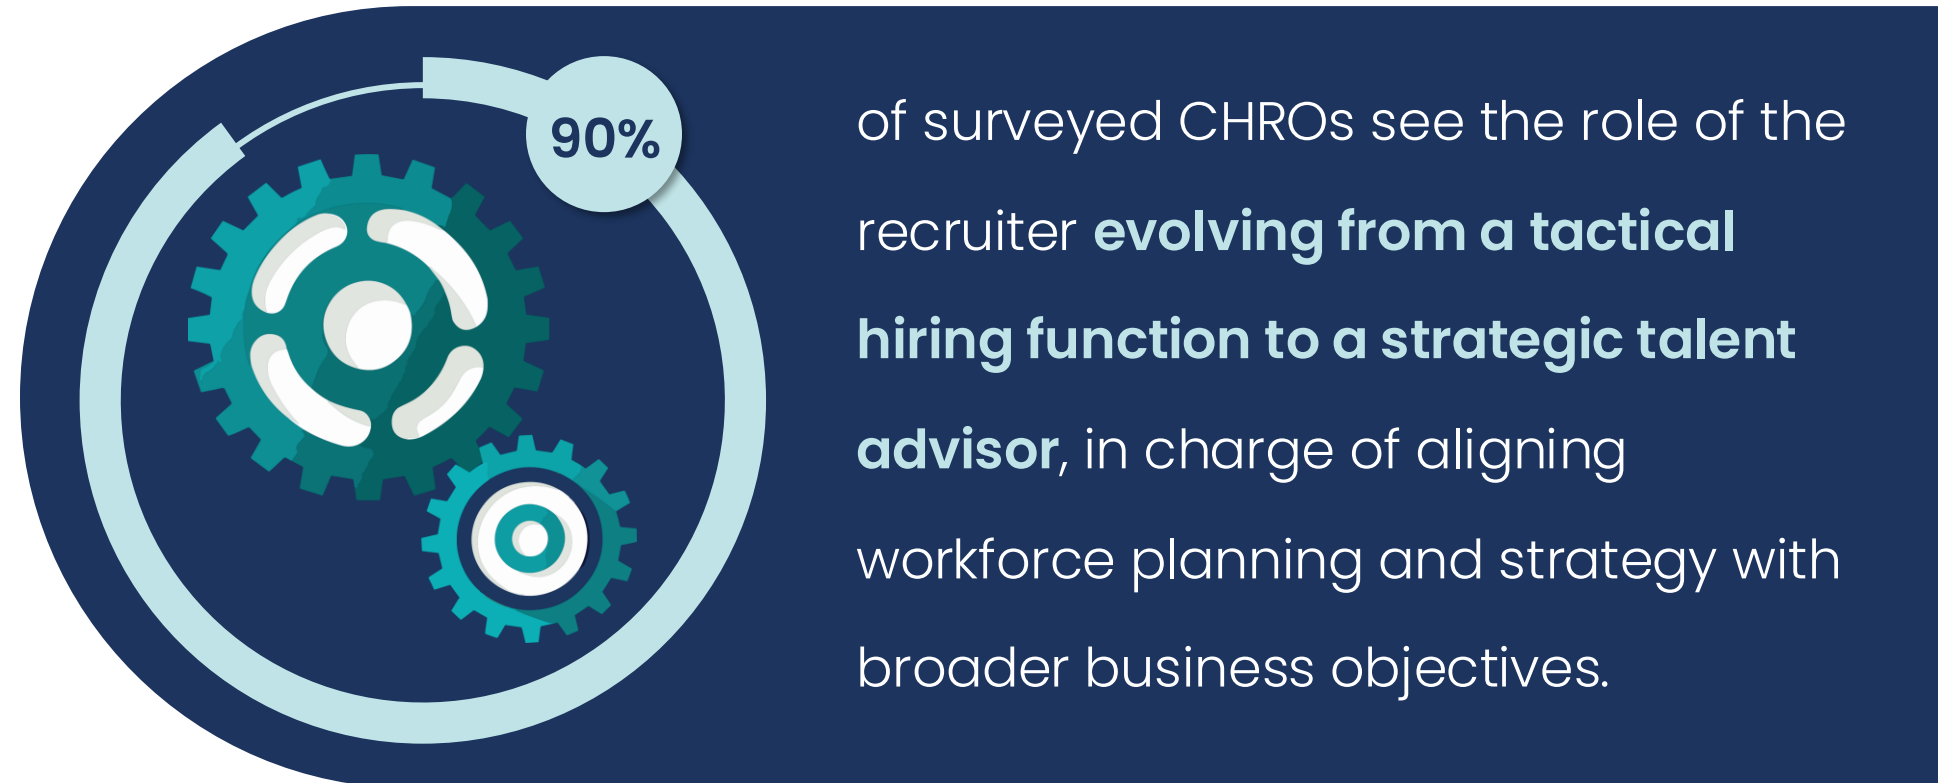 90%
of surveyed CHROs see the role of the
recruiter evolving from a tactical
hiring function to a strategic talent
advisor, in charge of aligning
workforce planning and strategy with
broader business objectives.